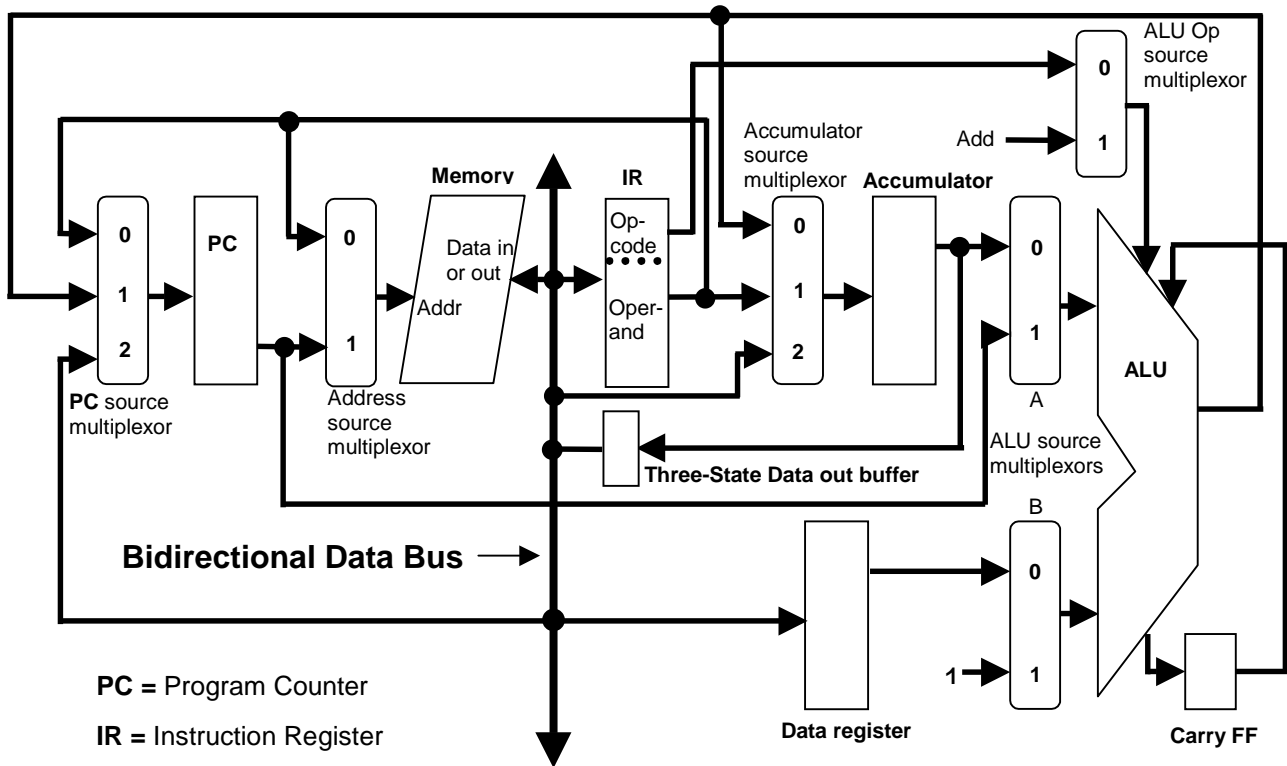 ALU Op
source
multiplexor
0
1
Add
Accumulator
source
multiplexor
Memory
IR
Accumulator
0
1
2
PC
0
1
Data in
or out
Addr
Op-
code
Oper-
and
0
1
2
0
1
A
ALU
PC source
multiplexor
Address
source
multiplexor
ALU source
multiplexors
Three-State Data out buffer
B
Bidirectional Data Bus
0
1
1
PC = Program Counter
IR = Instruction Register
Data register
Carry FF